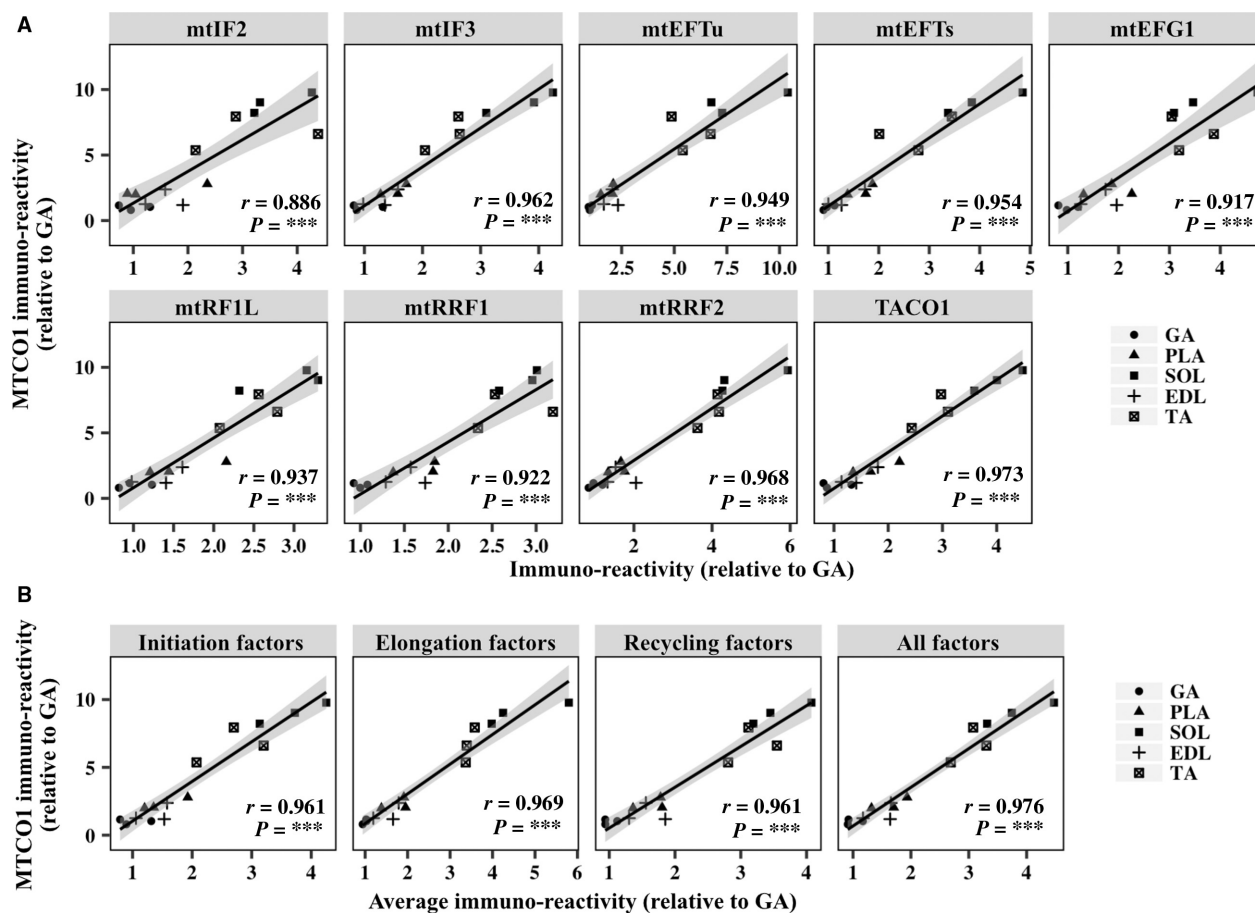 A
mtIF2
mtIF3
mtEFTu
mtEFTs
mtEFG1
MTCO1 immuno-reactivity
(relative to GA)
10
5
0
r = 0.886
P = ***
r = 0.962
P = ***
r = 0.949
P = ***
r = 0.954
P = ***
r = 0.917
P = ***
1 2 3 4
1 2 3 4
2.5 5.0 7.5 10.0
1 2 3 4 5
1 2 3 4
mtRF1L
mtRRF1
mtRRF2
TACO1
10
5
0
r = 0.937
P = ***
r = 0.922
P = ***
r = 0.968
P = ***
r = 0.973
P = ***
GA
PLA
SOL
EDL
TA
1.0 1.5 2.0 2.5 3.0
1.0 1.5 2.0 2.5 3.0
2 4 6
1 2 3 4
Immuno-reactivity (relative to GA)
B
Initiation factors
Elongation factors
Recycling factors
All factors
MTCO1 immuno-reactivity
(relative to GA)
10
5
0
r = 0.961
P = ***
r = 0.969
P = ***
r = 0.961
P = ***
r = 0.976
P = ***
GA
PLA
SOL
EDL
TA
1 2 3 4
1 2 3 4 5 6
1 2 3 4
1 2 3 4
Average immuno-reactivity (relative to GA)